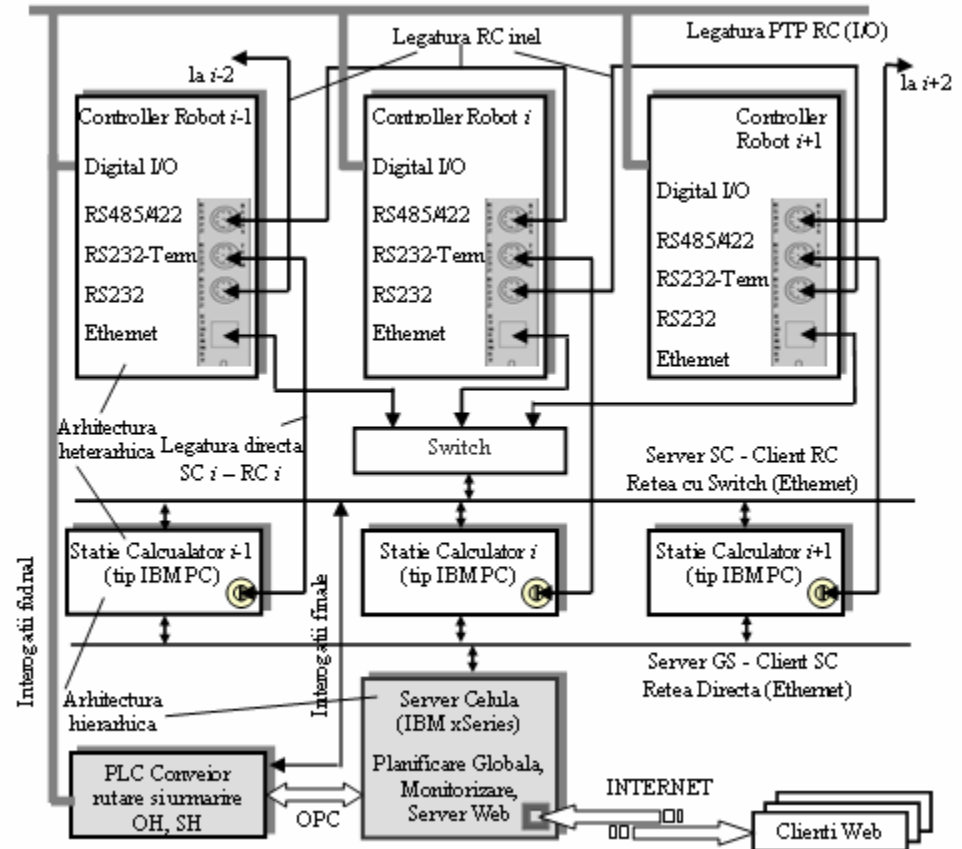 Legatura RC inel
Legatura PTP RC (I/O)
la i-2
la i+2
Controller Robot i-1
Digital I/O
RS485/422
RS232-Term
RS232
Ethernet
Controller Robot i
Digital I/O
RS485/422
RS232-Term
RS232
Ethernet
Controller
Robot i+1
Digital I/O
RS485/422
RS232-Term
RS232
Ethernet
Arhitectura
heterarhica
Legatura directa
SC i – RC i
Switch
Server SC - Client RC
Retea cu Switch (Ethernet)
Statie Calcualator i-1
(tip IBM PC)
Statie Calculator i
(tip IBM PC)
Statie Calculator i+1
(tip IBM PC)
Interogatii fudnal
Interogatii finale
Server GS - Client SC
Retea Directa (Ethernet)
Arhitectura
hierarhica
Server Celula
(IBM xSeries)
Planificare Globala,
Monitorizare,
Server Web
PLC Conveior
rutare si urmarire
OH, SH
OPC
INTERNET
Clienti Web